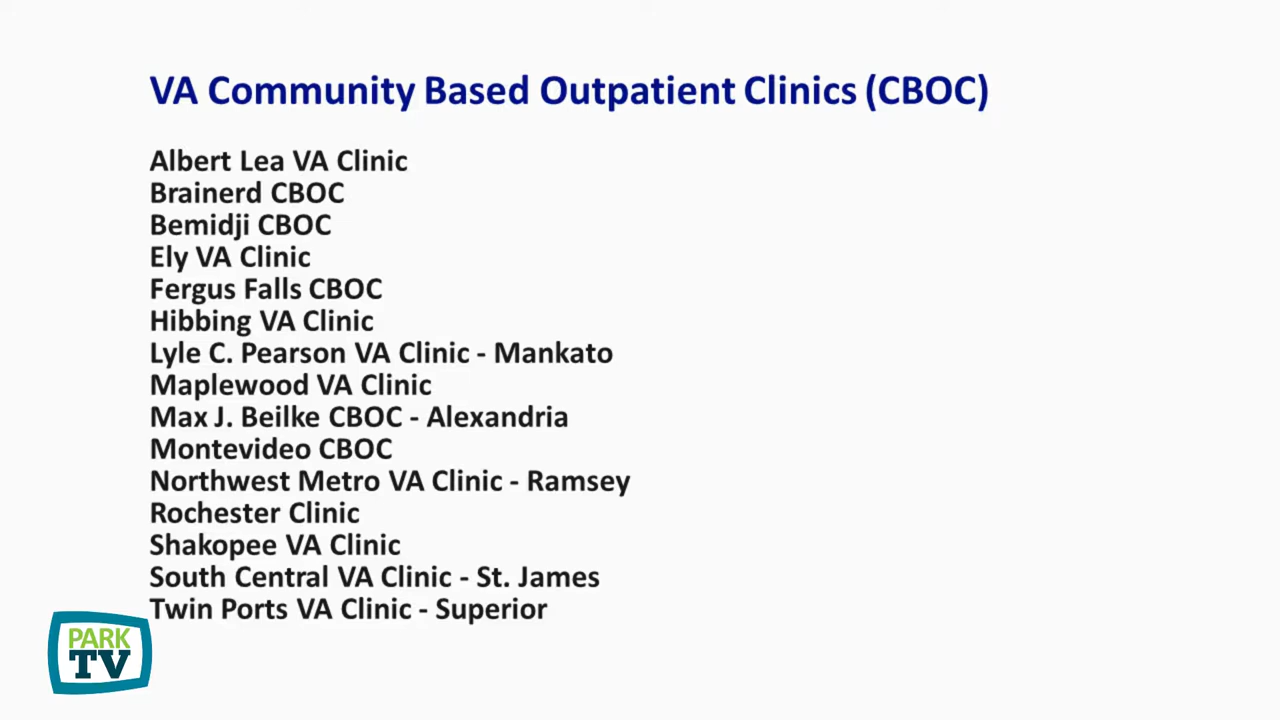 VA Community Based Outpatient Clinics (CBOC)
Albert Lea VA Clinic
Brainerd CBOC
Bemidji CBOC
Ely VA Clinic
Fergus Falls CBOC
Hibbing VA Clinic
Lyle C. Pearson VA Clinic - Mankato
Maplewood VA Clinic
Max J. Beilke CBOC - Alexandria
Montevideo CBOC
Northwest Metro VA Clinic - Ramsey
Rochester Clinic
Shakopee VA Clinic
South Central VA Clinic - St. James
Twin Ports VA Clinic - Superior
PARK
TV